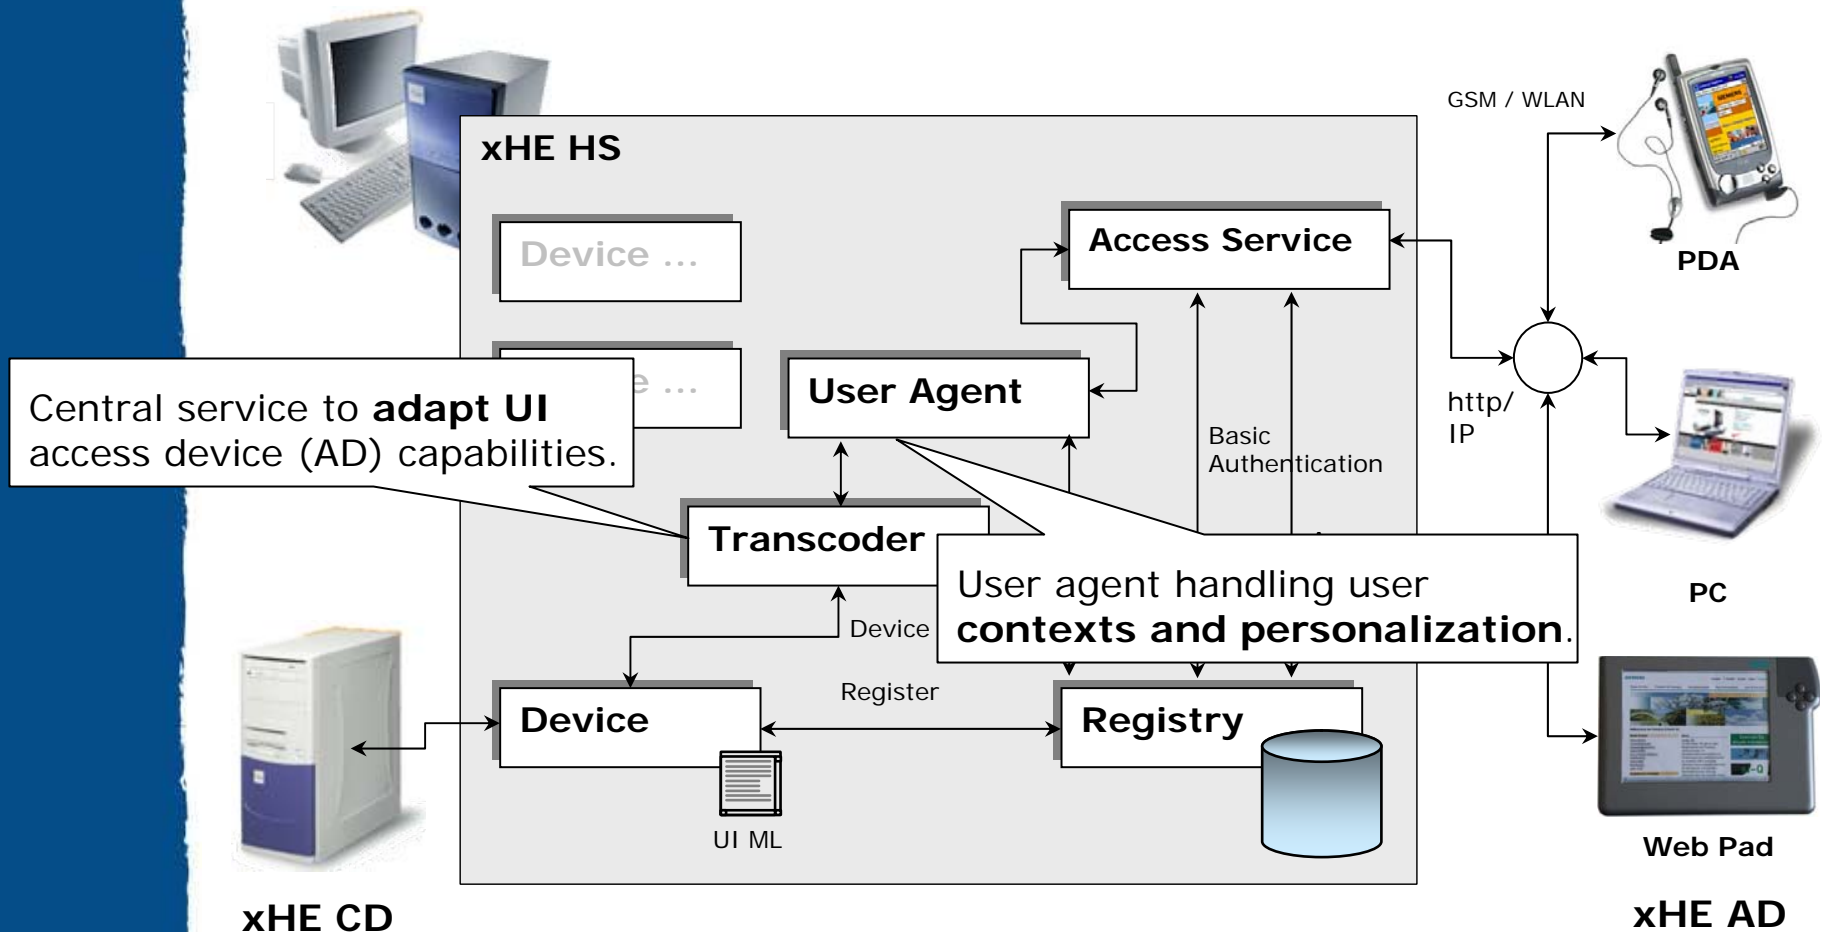 GSM / WLAN
xHE HS
Access Service
Device ...
PDA
e ...
User Agent
Central service to adapt UI
access device (AD) capabilities.
http/
IP
Basic
Authentication
Transcoder
User agent handling user
contexts and personalization.
PC
Device
Register
Device
Registry
UI ML
Web Pad
xHE CD
xHE AD